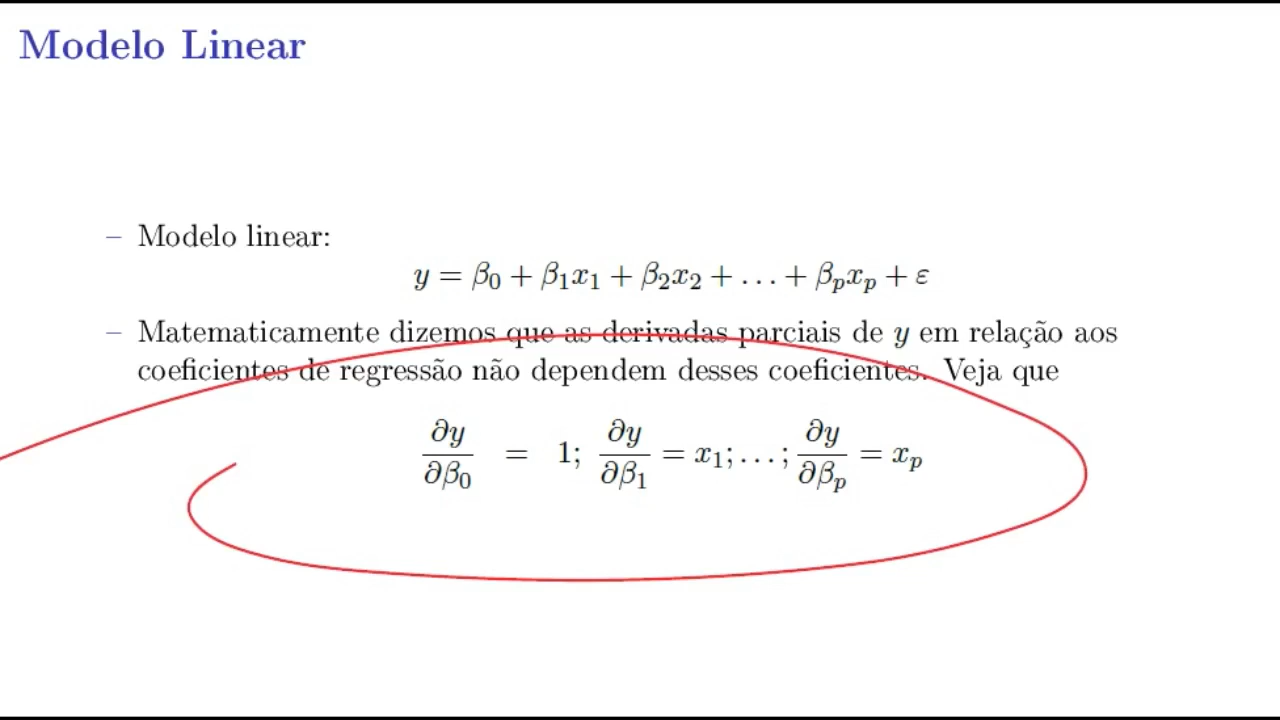 Modelo Linear
– Modelo linear:
y = β₀ + β₁x₁ + β₂x₂ + . . . + βₚxₚ + ε
– Matematicamente dizemos que as derivadas parciais de y em relação aos
coeficientes de regressão não dependem desses coeficientes. Veja que
∂y/∂β₀ = 1; ∂y/∂β₁ = x₁; . . . ; ∂y/∂βₚ = xₚ